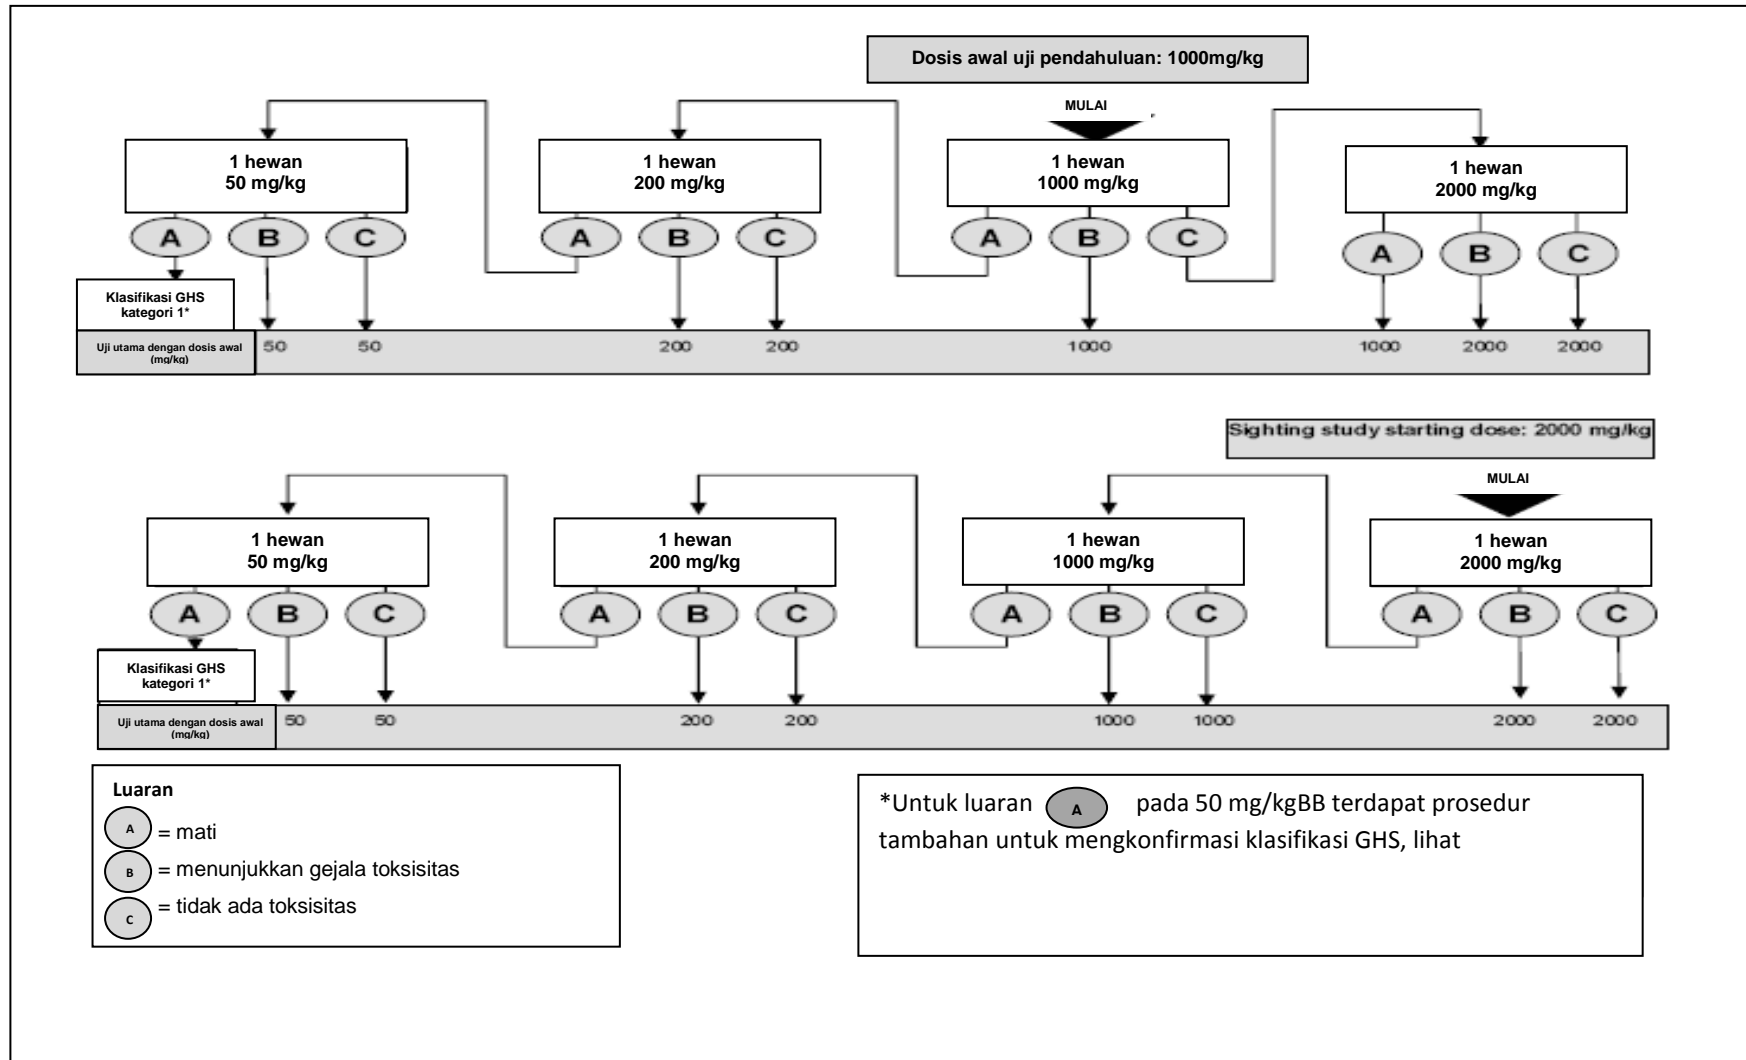 Dosis awal uji pendahuluan: 1000mg/kg
MULAI
1 hewan
50 mg/kg
1 hewan
200 mg/kg
1 hewan
1000 mg/kg
1 hewan
2000 mg/kg
A B C A B C A B C A B C
Klasifikasi GHS
kategori 1*
Uji utama dengan dosis awal
(mg/kg)
50 50 200 200 1000 1000 2000 2000
Sighting study starting dose: 2000 mg/kg
MULAI
1 hewan
50 mg/kg
1 hewan
200 mg/kg
1 hewan
1000 mg/kg
1 hewan
2000 mg/kg
A B C A B C A B C A B C
Klasifikasi GHS
kategori 1*
Uji utama dengan dosis awal
(mg/kg)
50 50 200 200 1000 1000 2000 2000
Luaran
A = mati
B = menunjukkan gejala toksisitas
C = tidak ada toksisitas
*Untuk luaran A pada 50 mg/kgBB terdapat prosedur
tambahan untuk mengkonfirmasi klasifikasi GHS, lihat